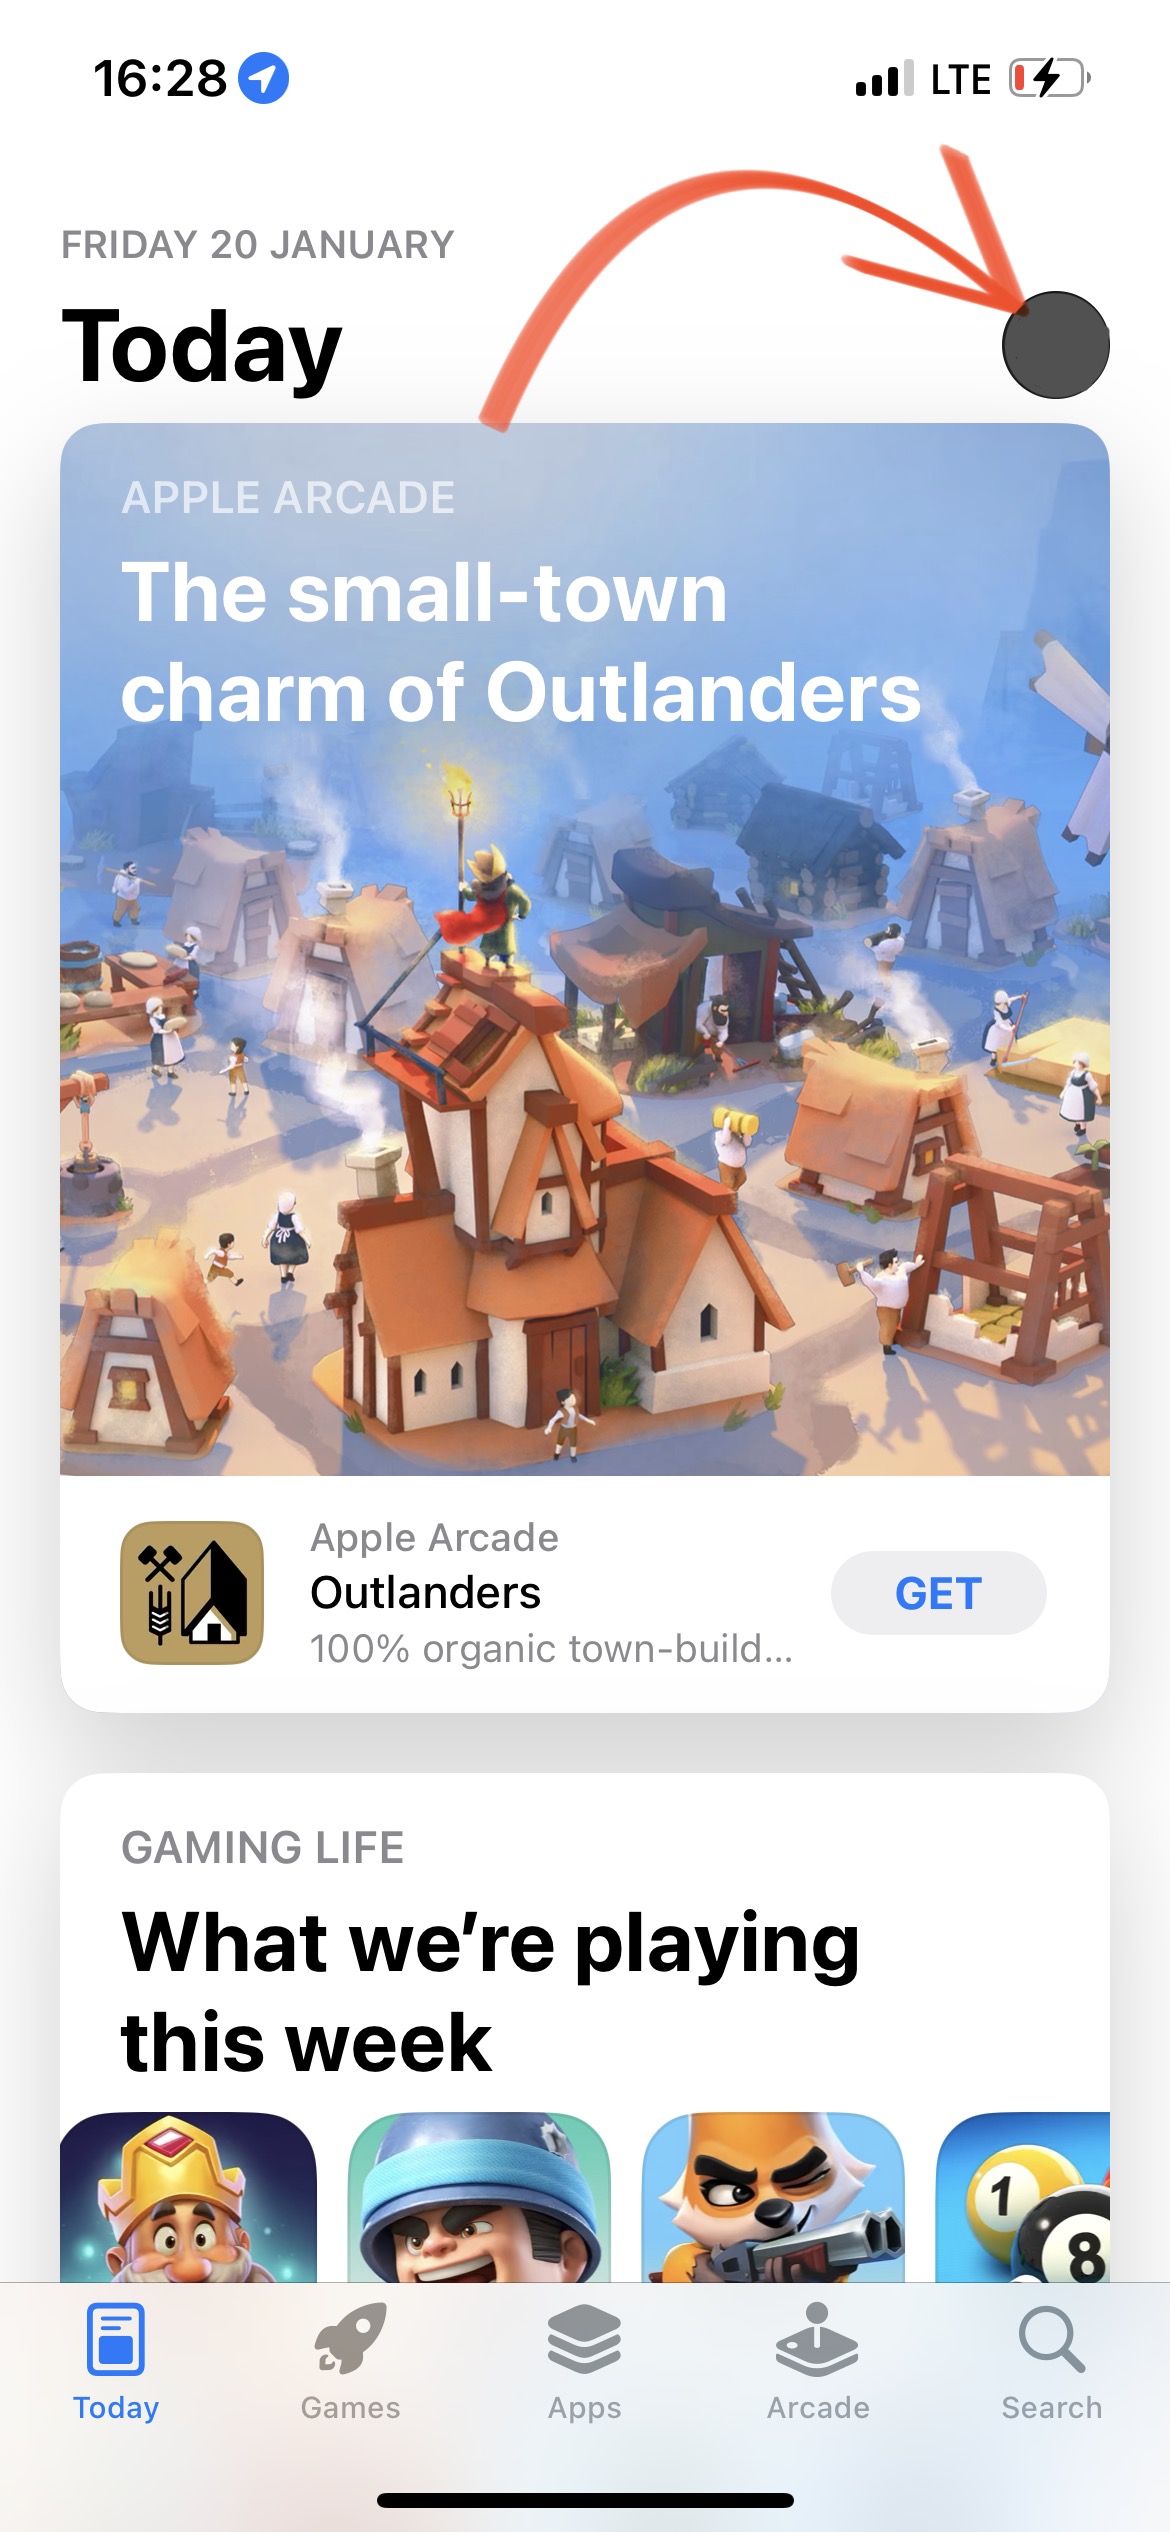 16:28
LTE
FRIDAY 20 JANUARY
Today
APPLE ARCADE
The small-town
charm of Outlanders
Apple Arcade
Outlanders
100% organic town-build...
GET
GAMING LIFE
What we're playing
this week
1
8
Today
Games
Apps
Arcade
Search